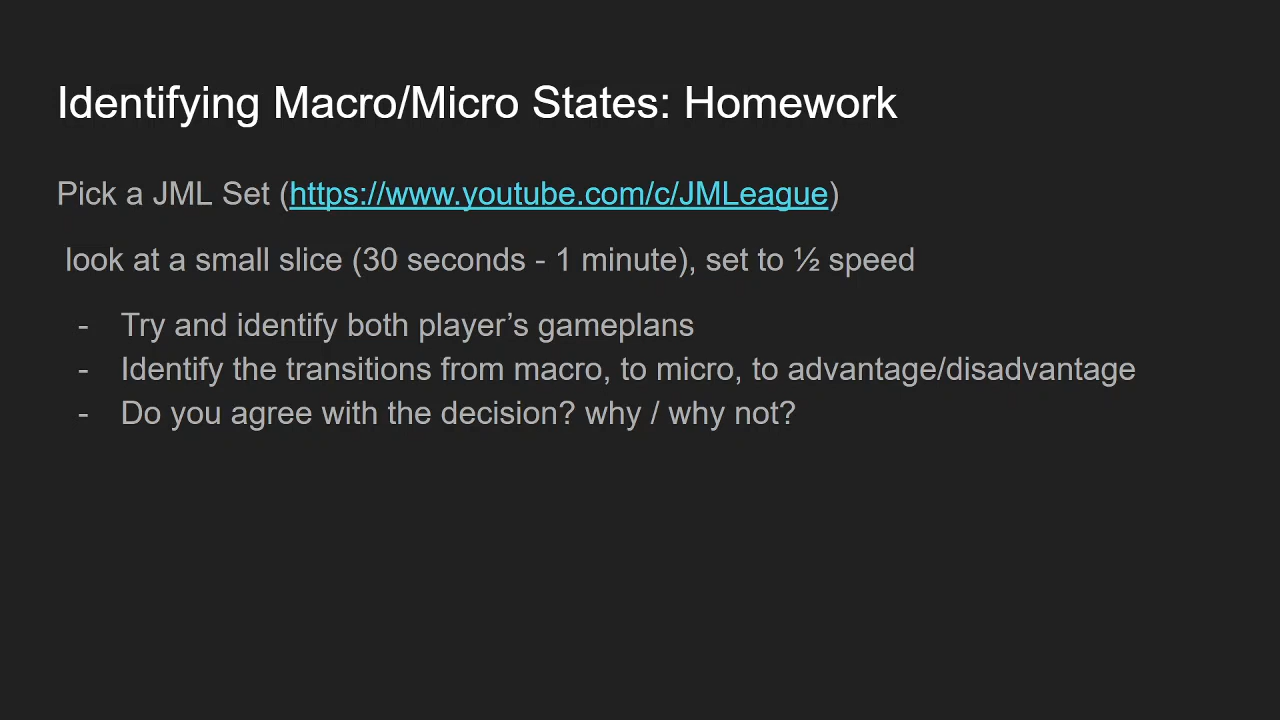 Identifying Macro/Micro States: Homework
Pick a JML Set (https://www.youtube.com/c/JMLeague)
look at a small slice (30 seconds - 1 minute), set to ½ speed
- Try and identify both player’s gameplans
- Identify the transitions from macro, to micro, to advantage/disadvantage
- Do you agree with the decision? why / why not?